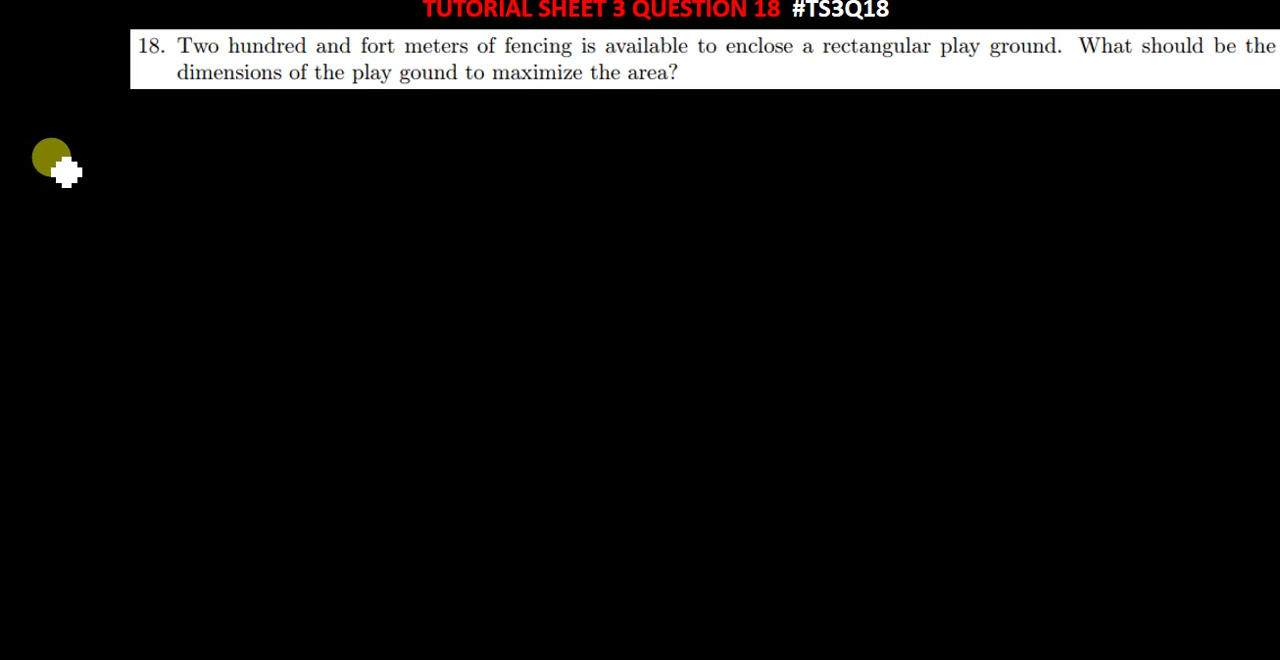 TUTORIAL SHEET 3 QUESTION 18 #TS3Q18
18. Two hundred and fort meters of fencing is available to enclose a rectangular play ground. What should be the
dimensions of the play gound to maximize the area?